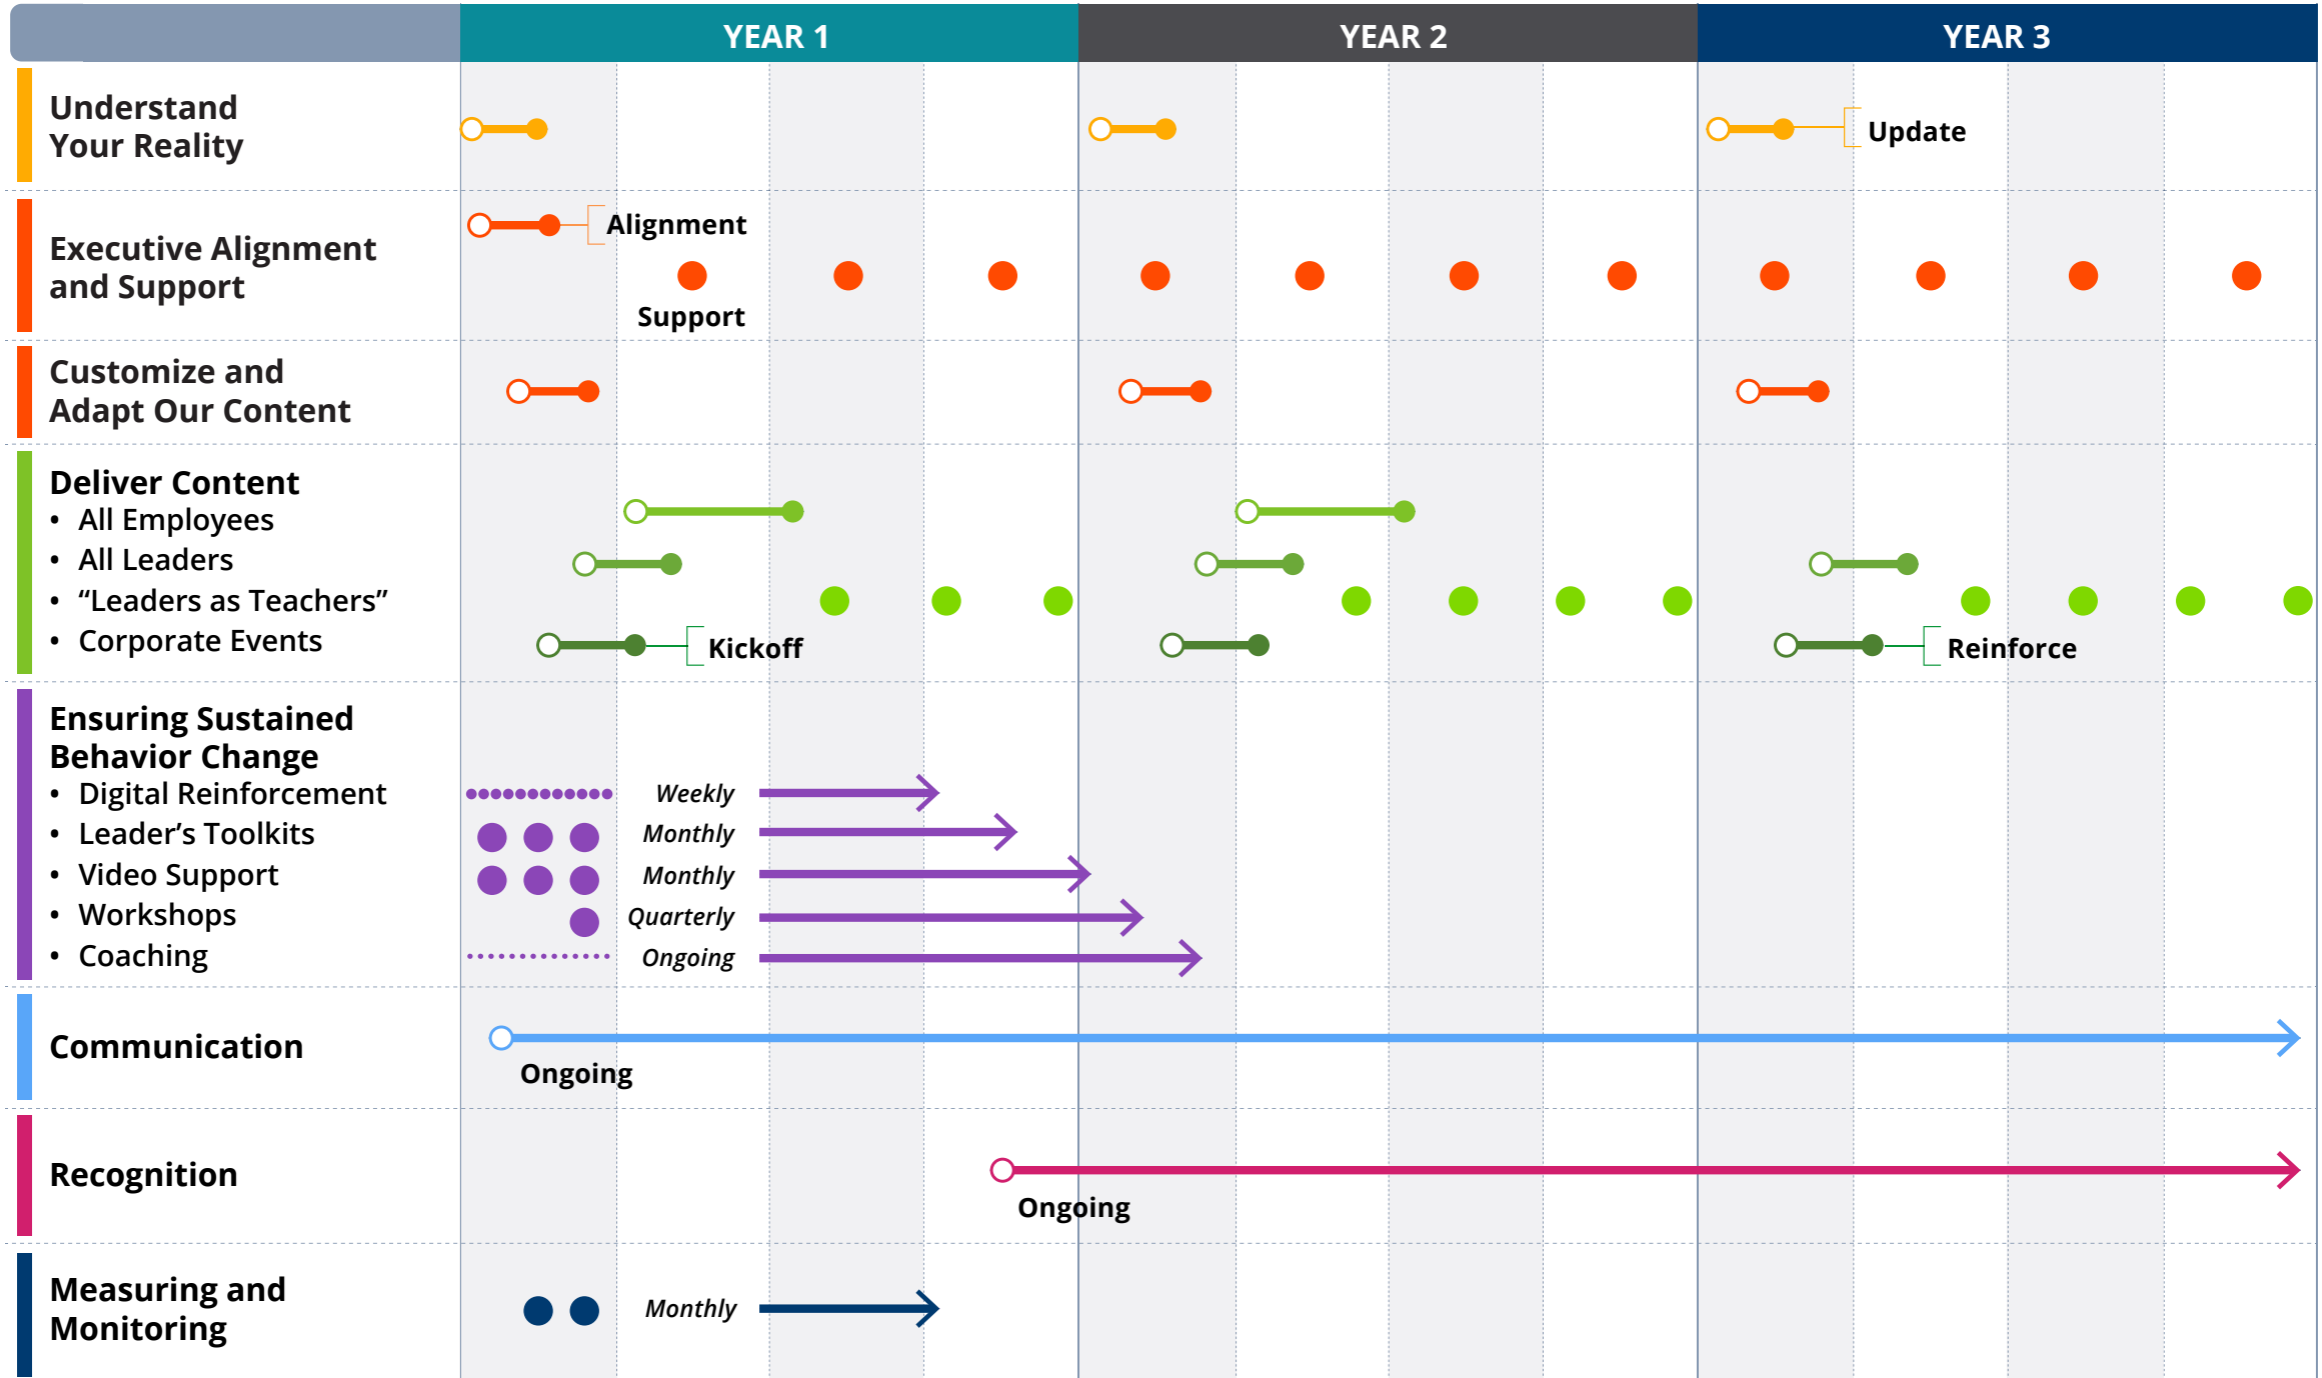 YEAR 1
YEAR 2
YEAR 3
Understand
Your Reality
Update
Executive Alignment
and Support
Alignment
Support
Customize and
Adapt Our Content
Deliver Content
• All Employees
• All Leaders
• “Leaders as Teachers”
• Corporate Events
Kickoff
Reinforce
Ensuring Sustained
Behavior Change
• Digital Reinforcement
Weekly
• Leader’s Toolkits
Monthly
• Video Support
Monthly
• Workshops
Quarterly
• Coaching
Ongoing
Communication
Ongoing
Recognition
Ongoing
Measuring and
Monitoring
Monthly